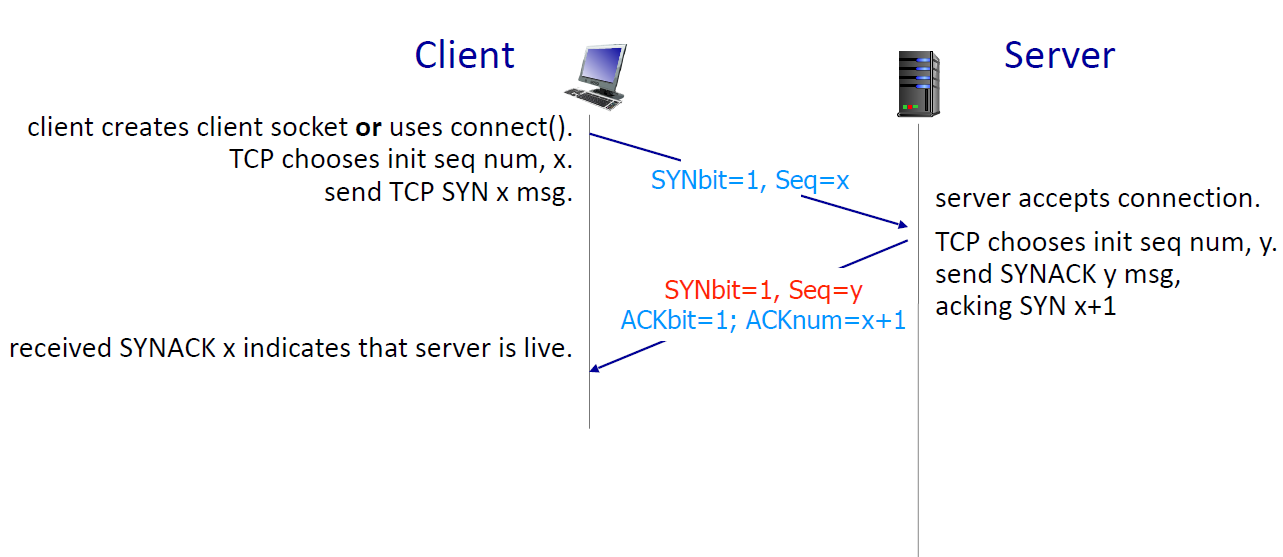 Client
Server
client creates client socket or uses connect().
TCP chooses init seq num, x.
send TCP SYN x msg.
SYNbit=1, Seq=x
server accepts connection.
TCP chooses init seq num, y.
send SYNACK y msg,
acking SYN x+1
SYNbit=1, Seq=y
ACKbit=1; ACKnum=x+1
received SYNACK x indicates that server is live.